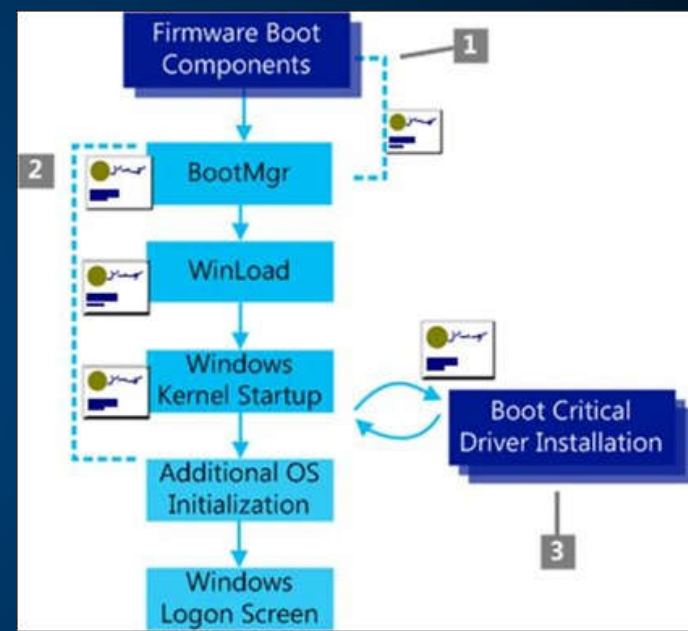 Firmware Boot
Components
1
2
BootMgr
WinLoad
Windows
Kernel Startup
Boot Critical
Driver Installation
Additional OS
Initialization
3
Windows
Logon Screen